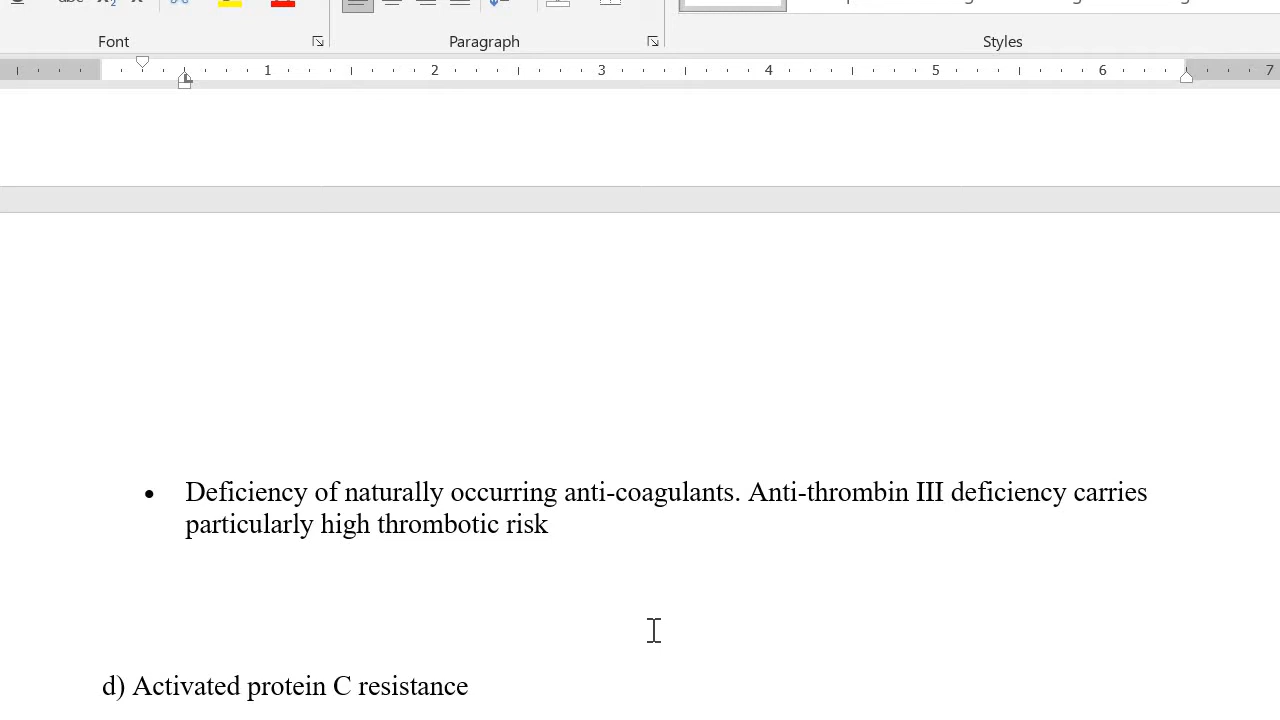 Font Paragraph Styles
1 2 3 4 5 6 7
• Deficiency of naturally occurring anti-coagulants. Anti-thrombin III deficiency carries
particularly high thrombotic risk
d) Activated protein C resistance